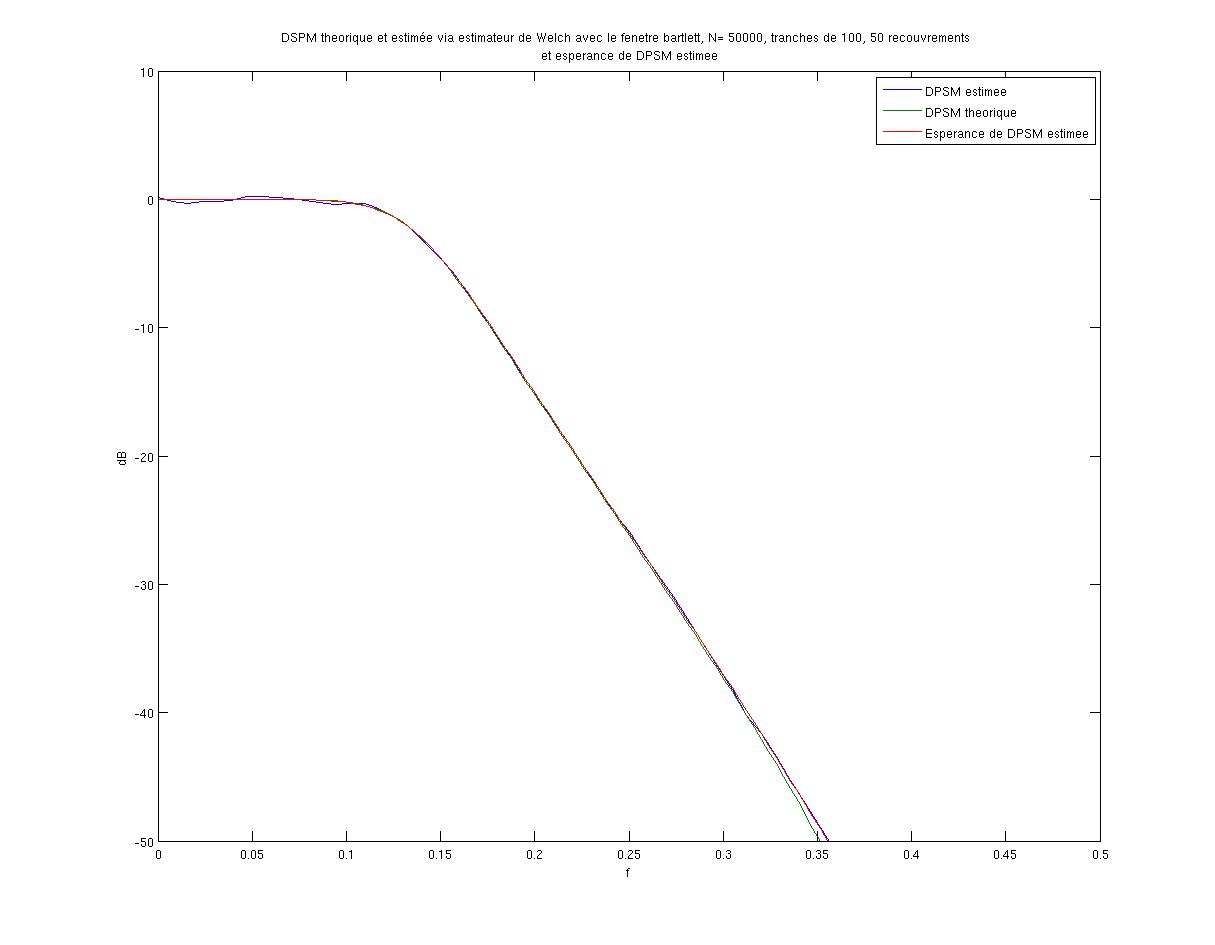 DSPM theorique et estimée via estimateur de Welch avec le fenetre bartlett, N= 50000, tranches de 100, 50 recouvrements
et esperance de DPSM estimee
10
DPSM estimee
DPSM theorique
Esperance de DPSM estimee
0
-10
dB
-20
-30
-40
-50
0 0.05 0.1 0.15 0.2 0.25 0.3 0.35 0.4 0.45 0.5
f